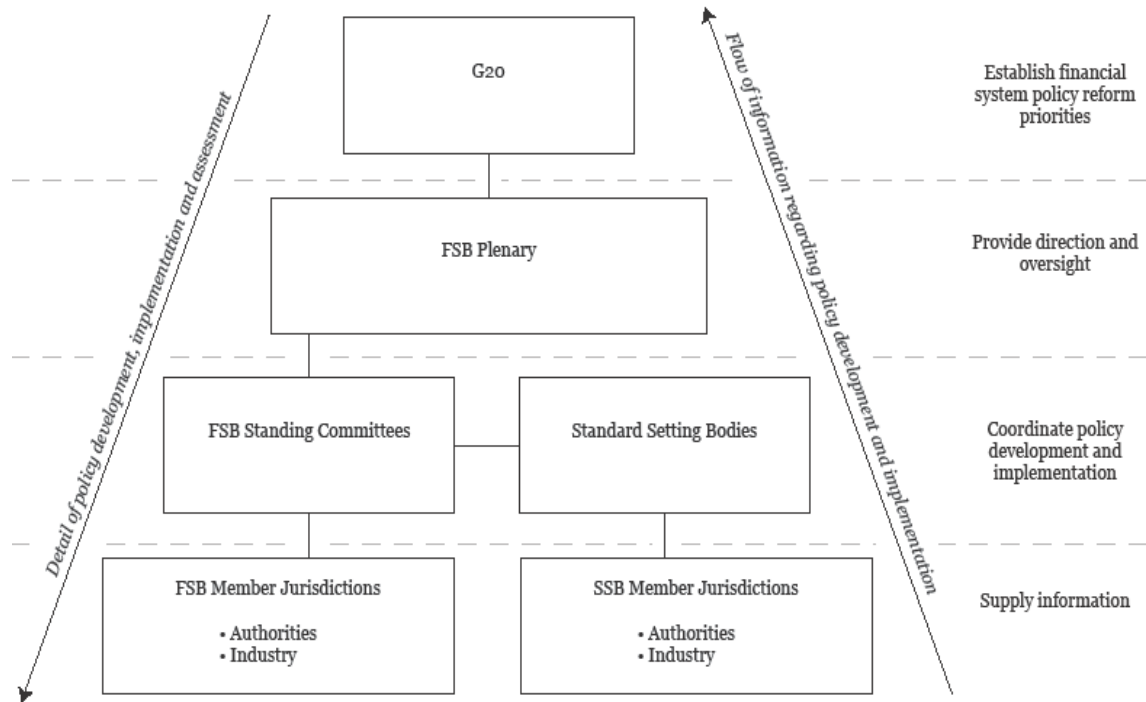 G20
Establish financial
system policy reform
priorities
Detail of policy development, implementation and assessment
Flow of information regarding policy development and implementation
FSB Plenary
Provide direction and
oversight
FSB Standing Committees
Standard Setting Bodies
Coordinate policy
development and
implementation
FSB Member Jurisdictions
• Authorities
• Industry
SSB Member Jurisdictions
• Authorities
• Industry
Supply information